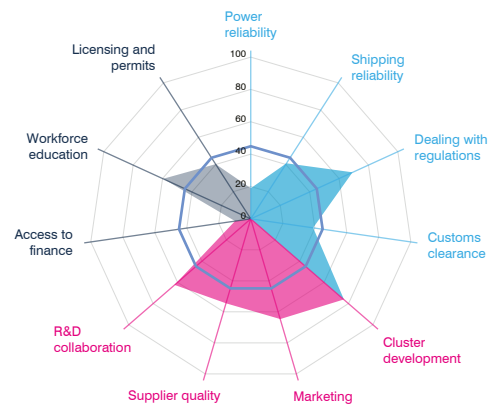 Power
reliability
Licensing and
permits
Shipping
reliability
100
80
60
40
20
0
Workforce
education
Dealing with
regulations
Access to
finance
Customs
clearance
R&D
collaboration
Cluster
development
Supplier quality
Marketing